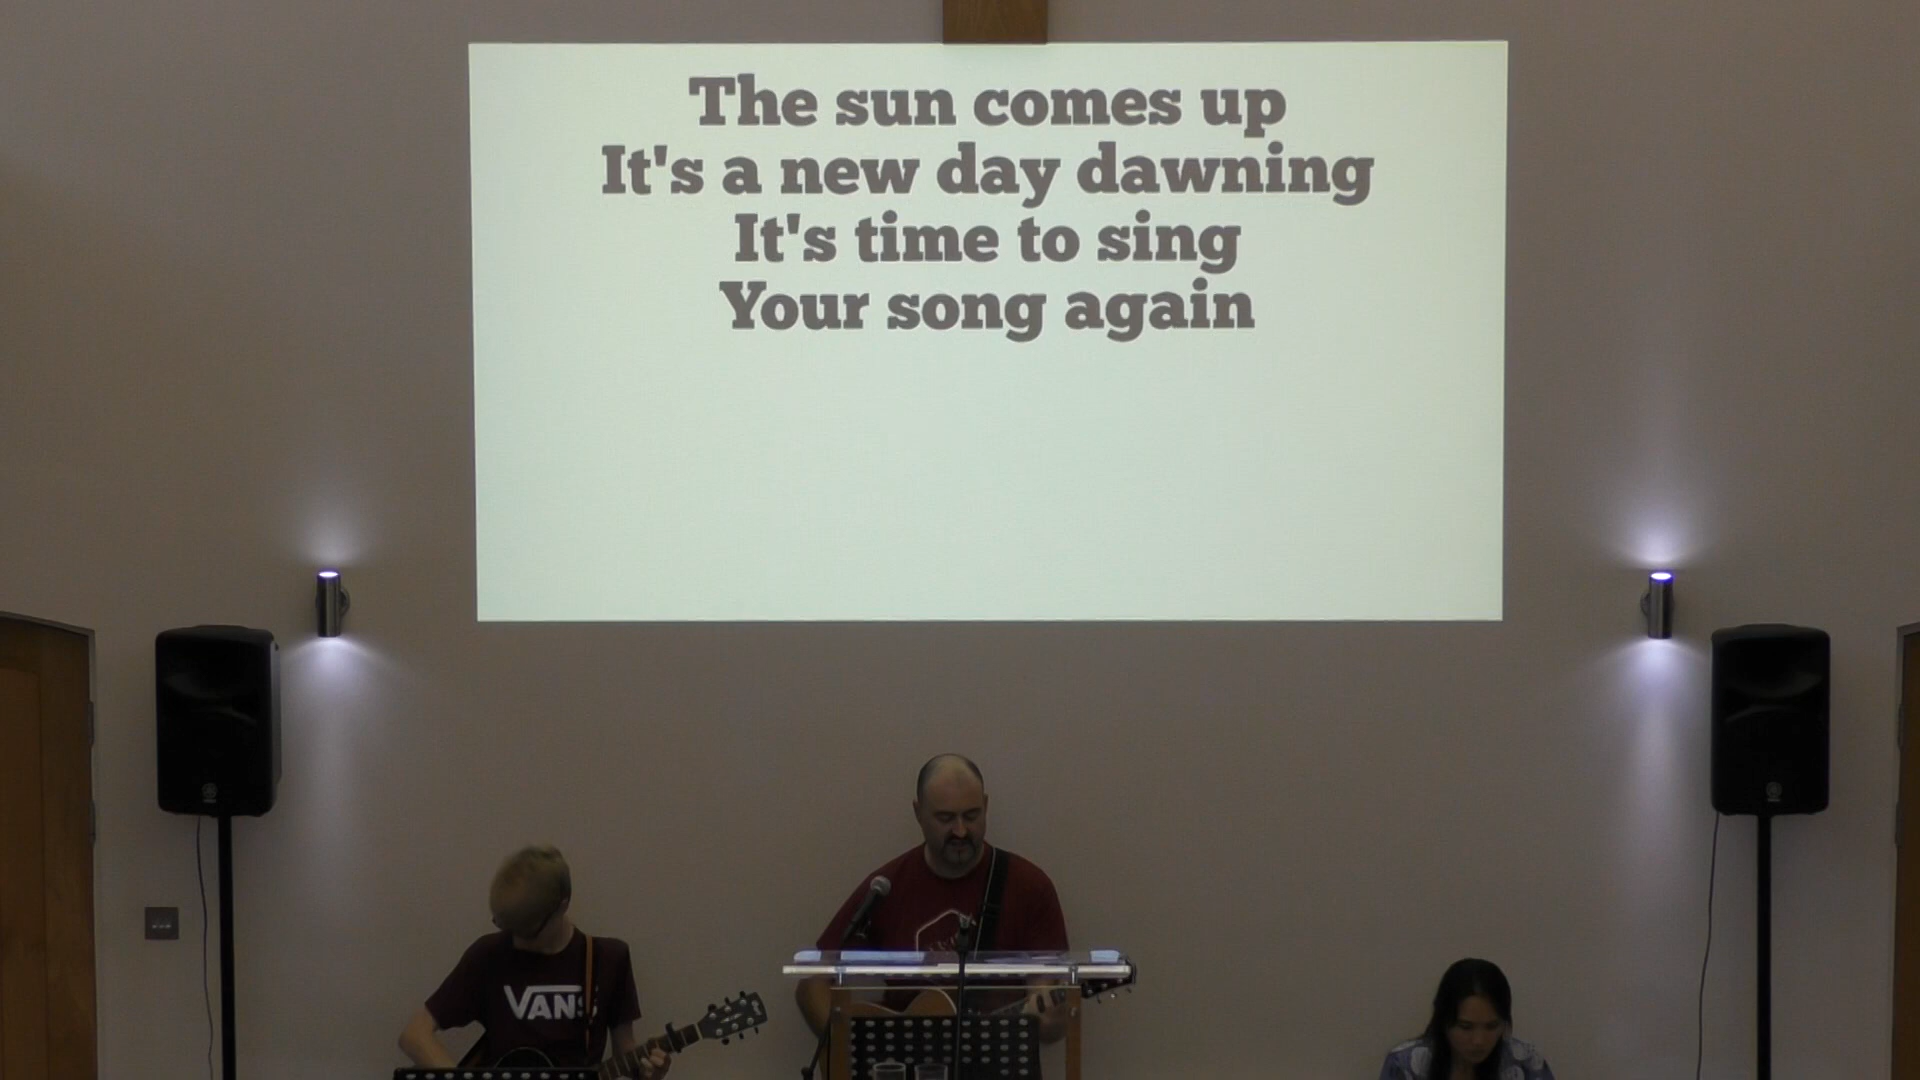 The sun comes up
It's a new day dawning
It's time to sing
Your song again
VANS